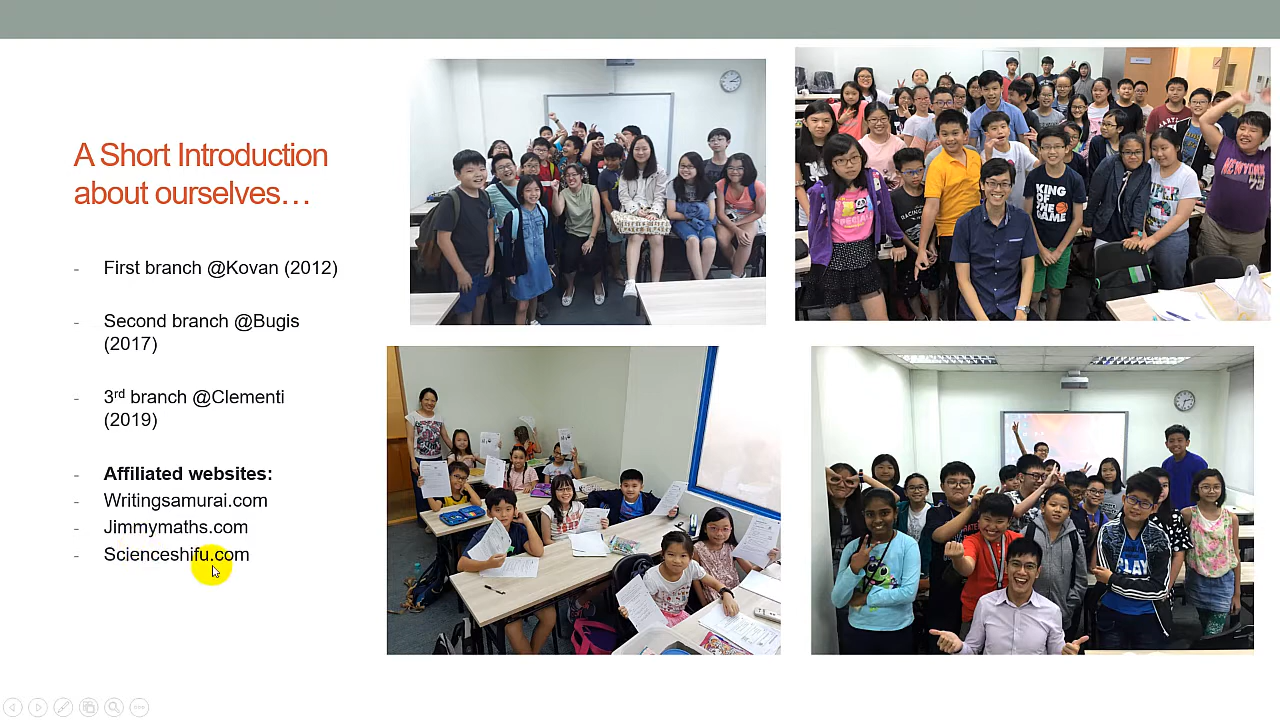 A Short Introduction
about ourselves…
- First branch @Kovan (2012)
- Second branch @Bugis
(2017)
- 3rd branch @Clementi
(2019)
- Affiliated websites:
- Writingsamurai.com
- Jimmymaths.com
- Scienceshifu.com
KING
OF THE
GAME
NEW YORK
PLAY